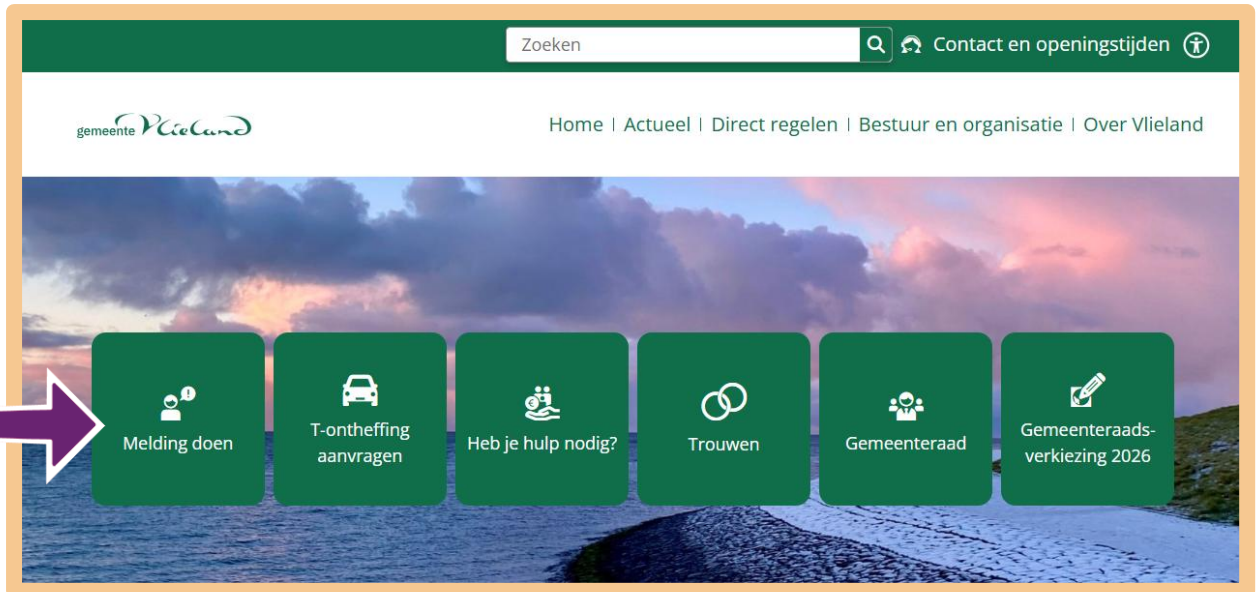 Zoeken
Contact en openingstijden
gemeente Vlieland
Home | Actueel | Direct regelen | Bestuur en organisatie | Over Vlieland
Melding doen
T-ontheffing
aanvragen
Heb je hulp nodig?
Trouwen
Gemeenteraad
Gemeenteraads-
verkiezing 2026